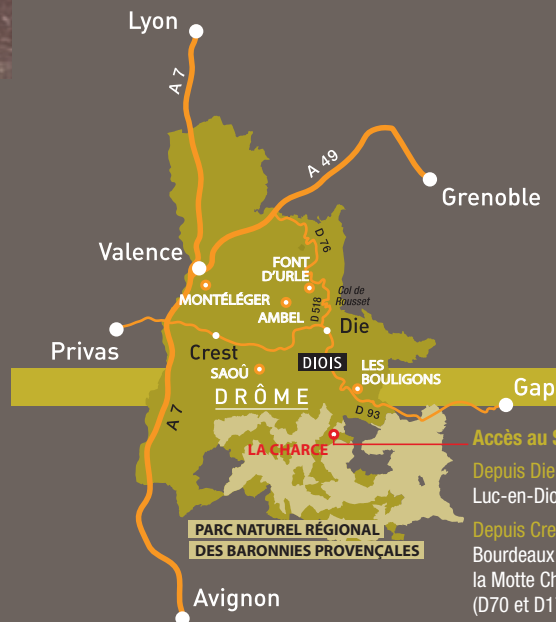 Lyon
A 7
A 49
Grenoble
D 76
Valence
FONT
D'URLE
MONTÉLÉGER
Col de
Rousset
AMBEL
D 518
Die
Privas
Crest
DIOIS
LES
BOULIGONS
SAOÛ
DRÔME
Gap
A 7
D 93
LA CHARCE
Accès au
Depuis Die
Luc-en-Dio
PARC NATUREL RÉGIONAL
DES BARONNIES PROVENÇALES
Depuis Cre
Bourdeaux
la Motte Ch
(D70 et D1
Avignon